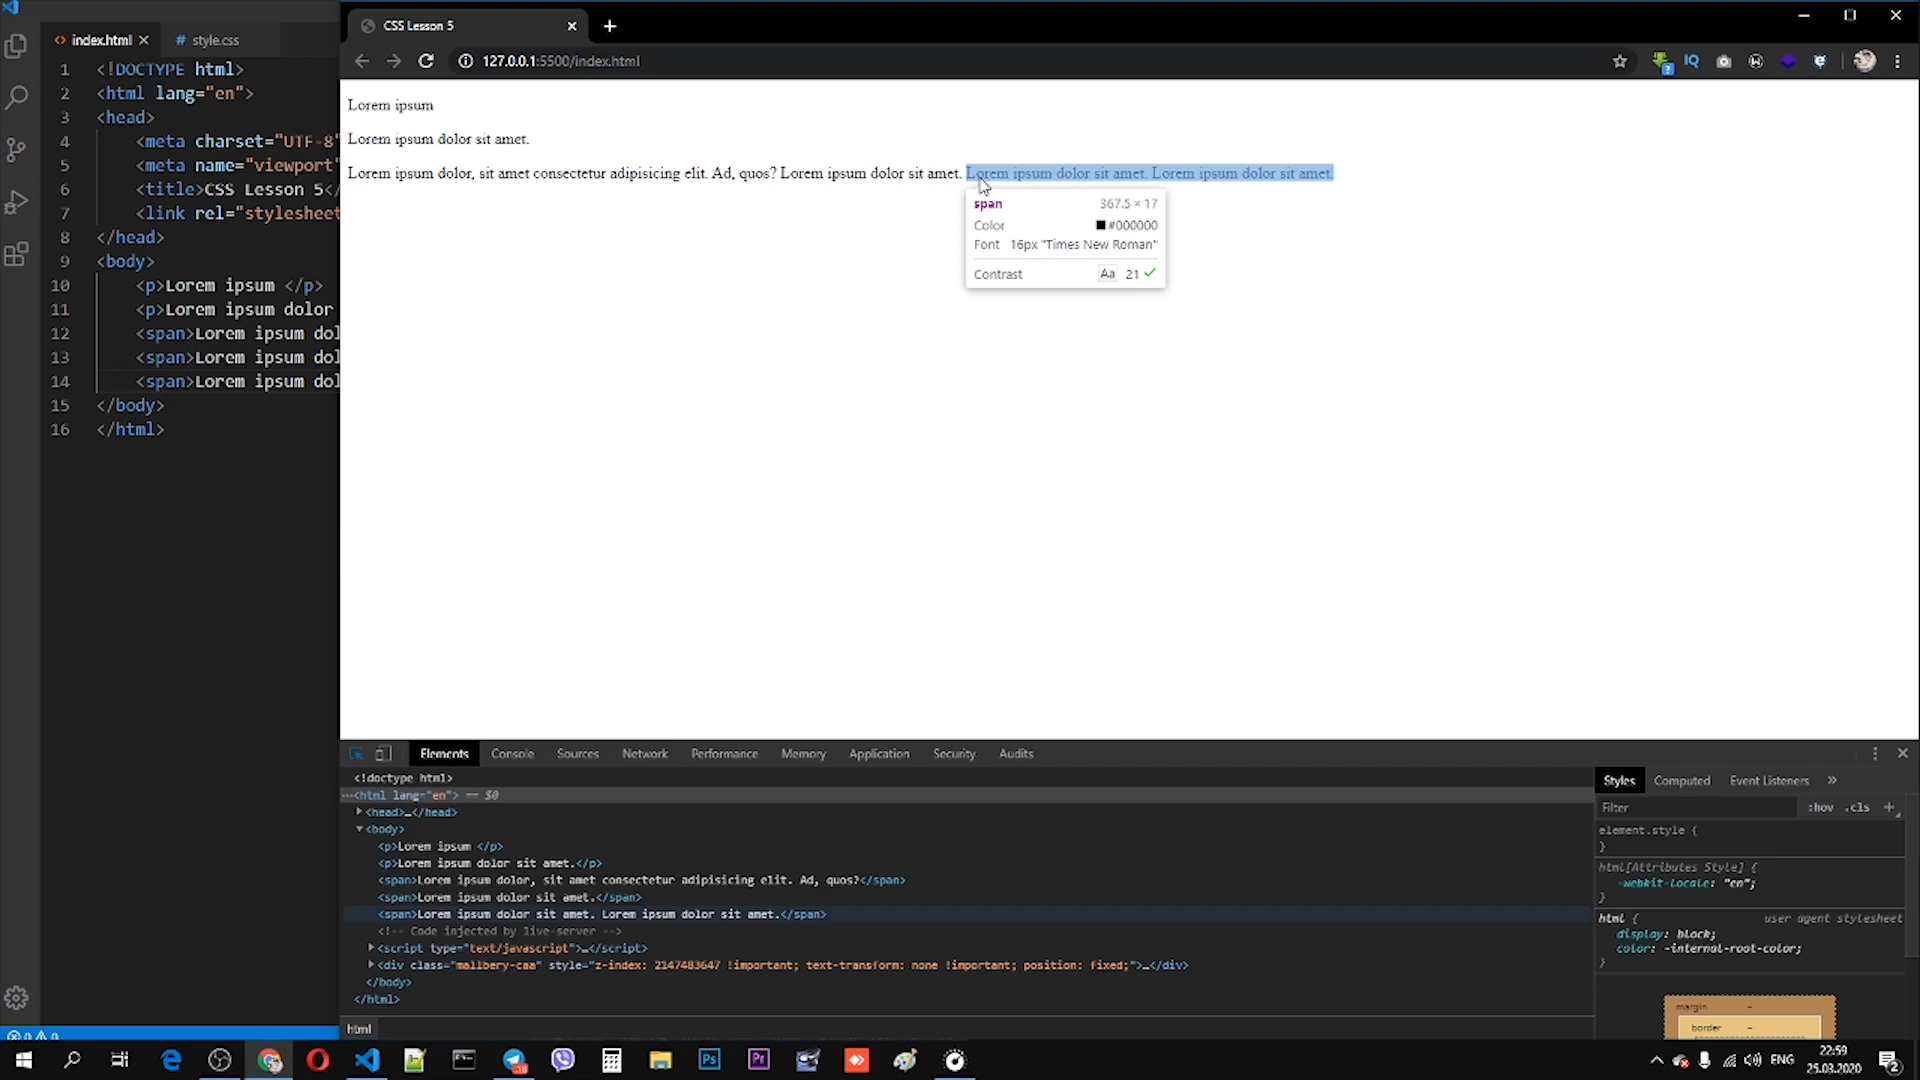 index.html
# style.css
1 <!DOCTYPE html>
2 <html lang="en">
3 <head>
4 <meta charset="UTF-8"
5 <meta name="viewport"
6 <title>CSS Lesson 5</
7 <link rel="stylesheet
8 </head>
9 <body>
10 <p>Lorem ipsum </p>
11 <p>Lorem ipsum dolor
12 <span>Lorem ipsum dol
13 <span>Lorem ipsum dol
14 <span>Lorem ipsum dol
15 </body>
16 </html>
CSS Lesson 5
127.0.0.1:5500/index.html
Lorem ipsum
Lorem ipsum dolor sit amet.
Lorem ipsum dolor, sit amet consectetur adipisicing elit. Ad, quos? Lorem ipsum dolor sit amet. Lorem ipsum dolor sit amet. Lorem ipsum dolor sit amet.
span 367.5 × 17
Color #000000
Font 16px "Times New Roman"
Contrast Aa 21
Elements Console Sources Network Performance Memory Application Security Audits
<!doctype html>
<html lang="en"> == $0
<head>…</head>
<body>
<p>Lorem ipsum </p>
<p>Lorem ipsum dolor sit amet.</p>
<span>Lorem ipsum dolor, sit amet consectetur adipisicing elit. Ad, quos?</span>
<span>Lorem ipsum dolor sit amet.</span>
<span>Lorem ipsum dolor sit amet. Lorem ipsum dolor sit amet.</span>
<!-- Code injected by live-server -->
<script type="text/javascript">…</script>
<div class="mallbery-caa" style="z-index: 2147483647 !important; text-transform: none !important; position: fixed;">…</div>
</body>
</html>
html
Styles Computed Event Listeners »
Filter :hov .cls +
element.style {
}
html[Attributes Style] {
-webkit-locale: "en";
}
html { user agent stylesheet
display: block;
color: -internal-root-color;
}
margin –
border –
ENG
22:59
25.03.2020